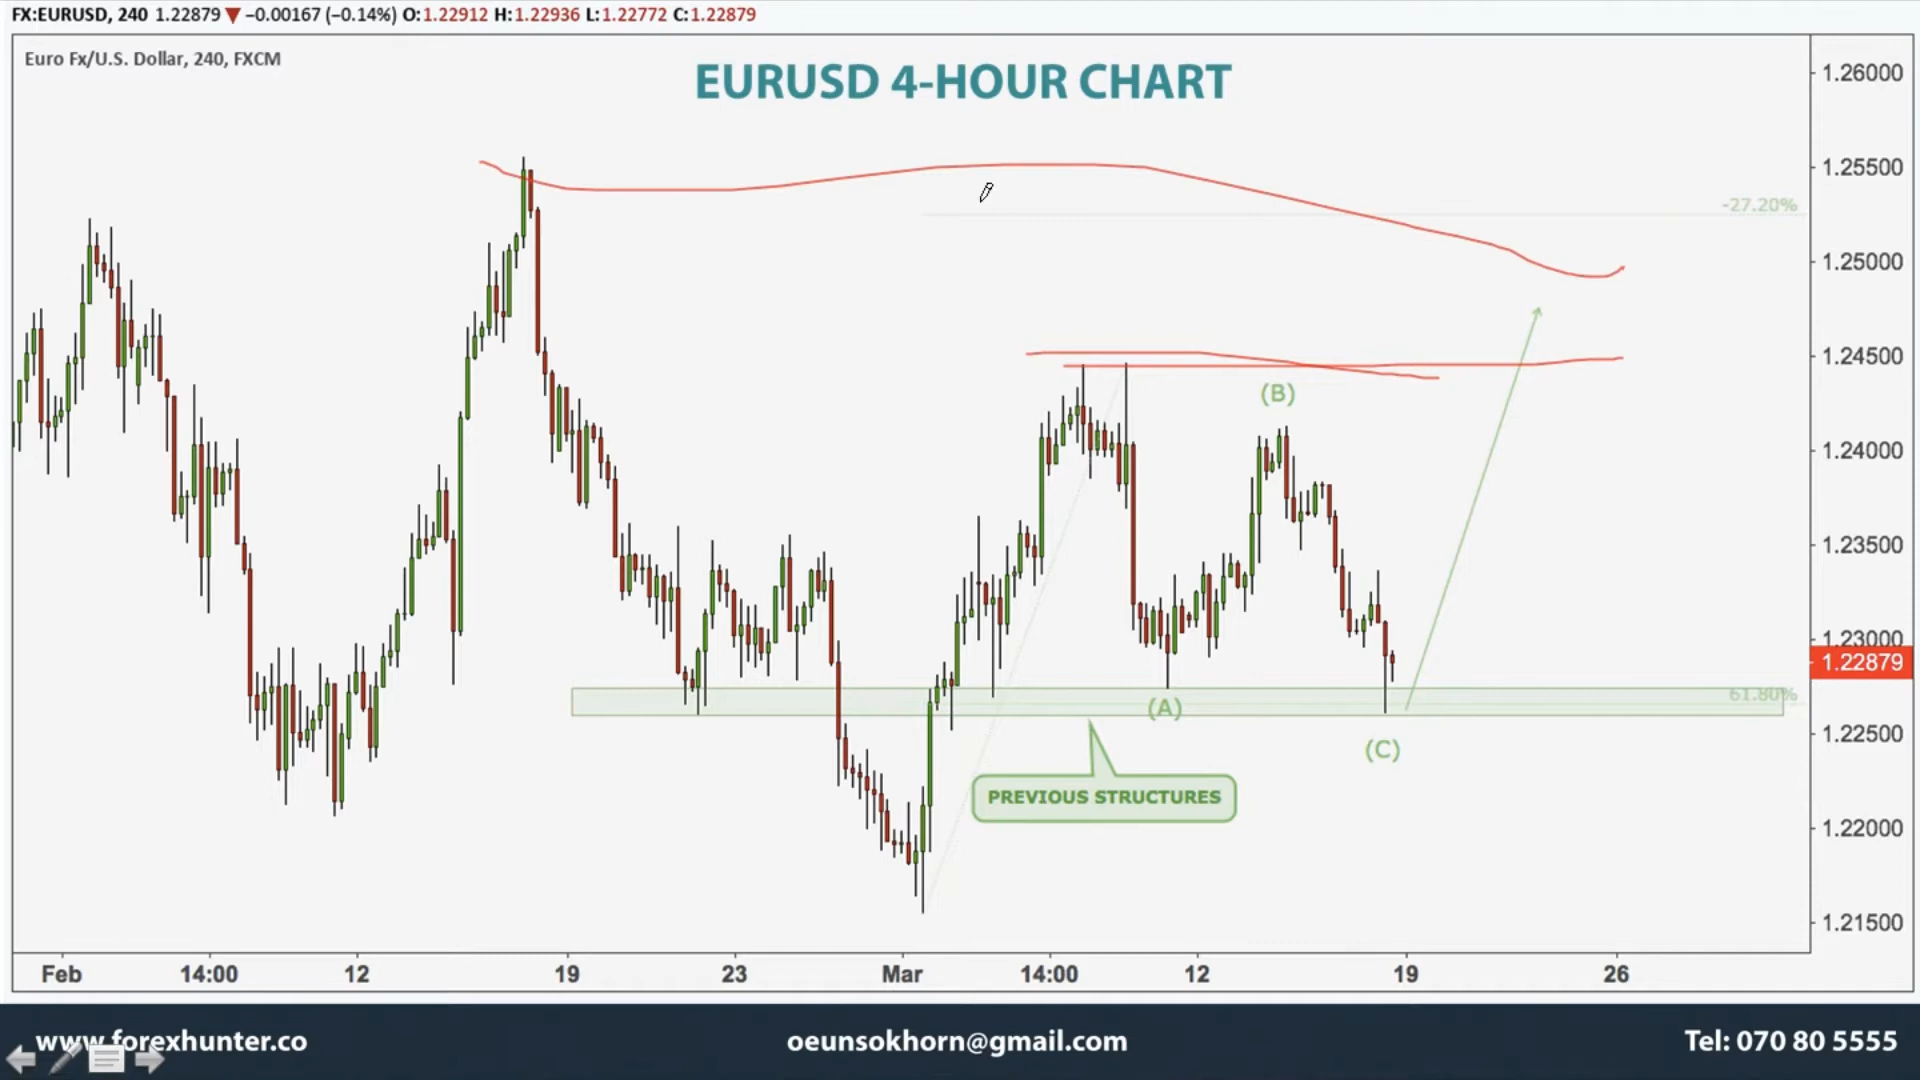 FX:EURUSD, 240 1.22879 ▼ −0.00167 (−0.14%) O:1.22912 H:1.22936 L:1.22772 C:1.22879
Euro Fx/U.S. Dollar, 240, FXCM
EURUSD 4-HOUR CHART
1.26000
1.25500
-27.20%
1.25000
1.24500
(B)
1.24000
1.23500
1.23000
1.22879
61.80%
(A)
1.22500
(C)
PREVIOUS STRUCTURES
1.22000
1.21500
Feb 14:00 12 19 23 Mar 14:00 12 19 26
www.forexhunter.co oeunsokhorn@gmail.com Tel: 070 80 5555